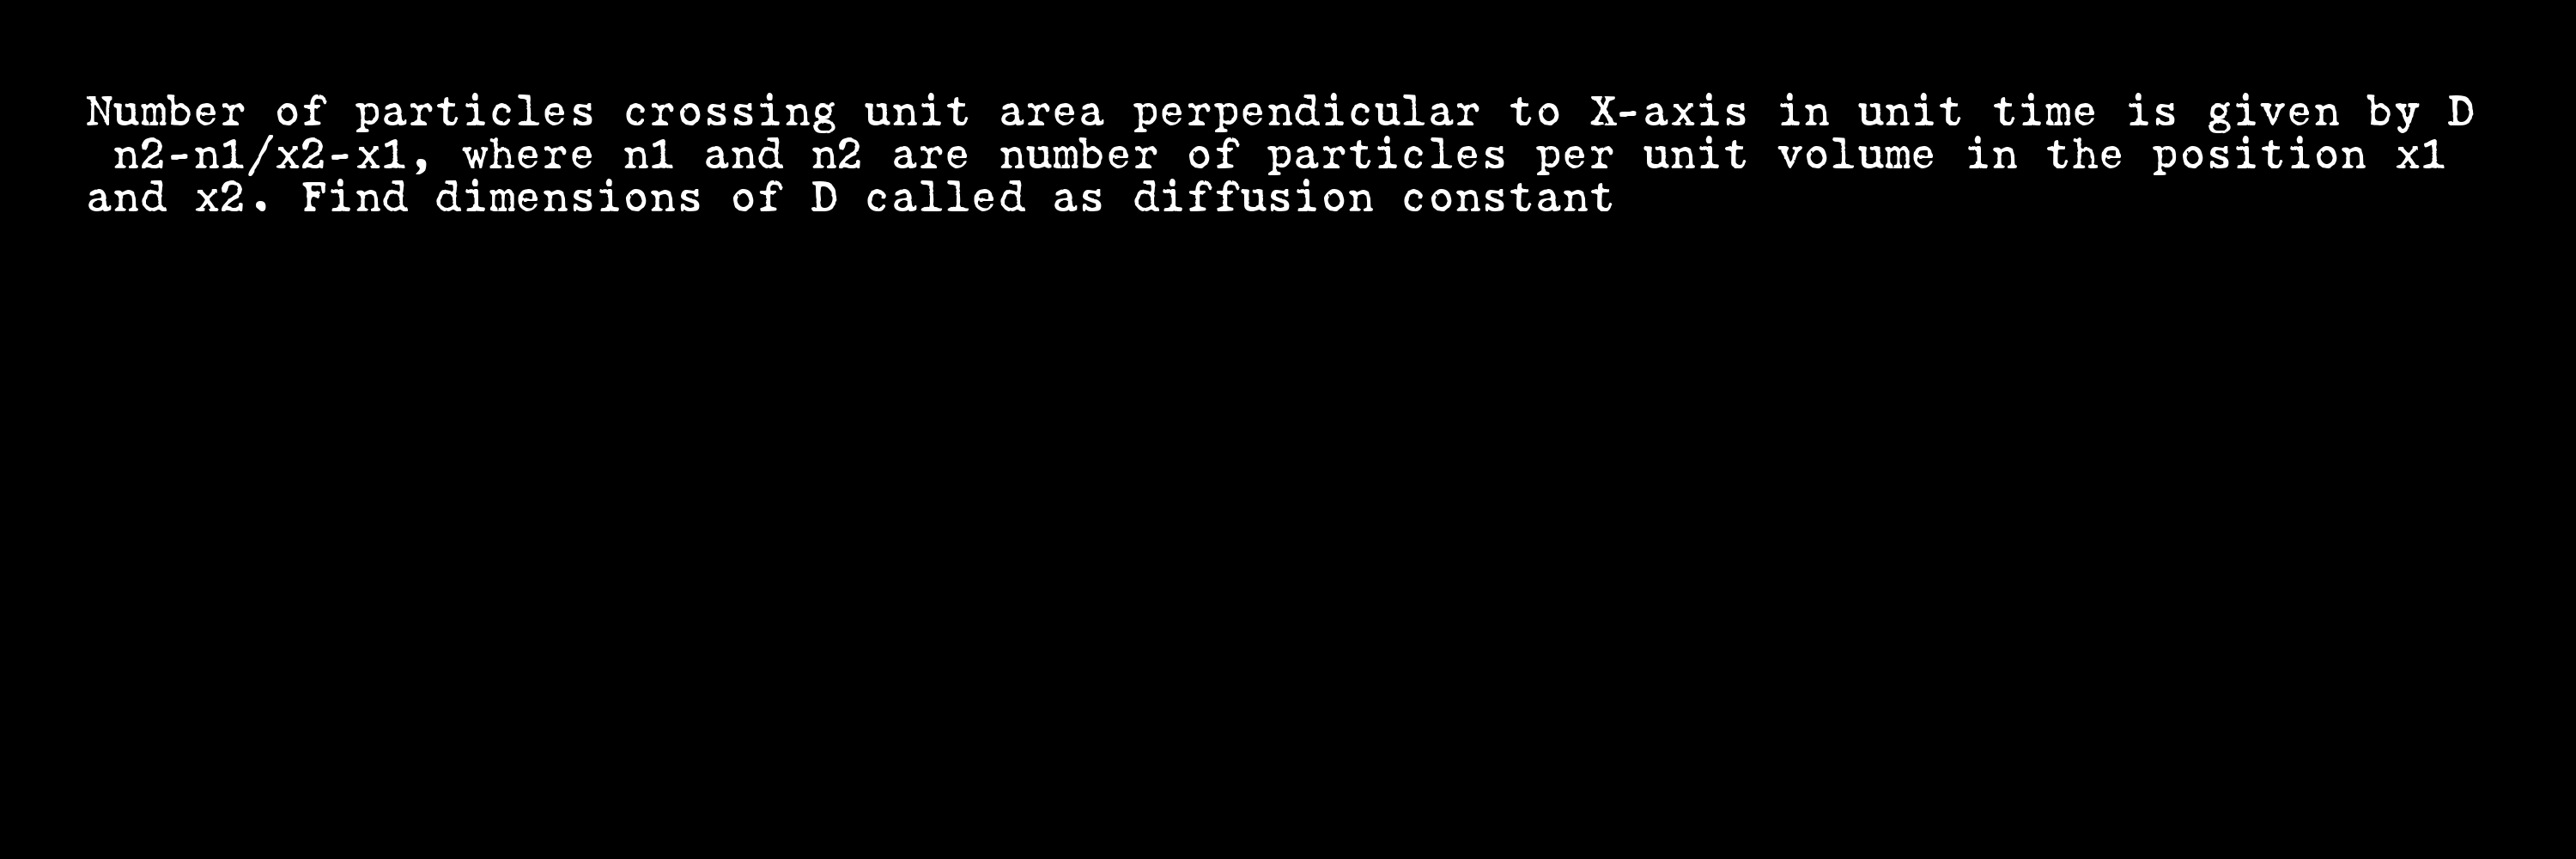 Number of particles crossing unit area perpendicular to X-axis in unit time is given by D
n2-n1/x2-x1, where n1 and n2 are number of particles per unit volume in the position x1
and x2. Find dimensions of D called as diffusion constant